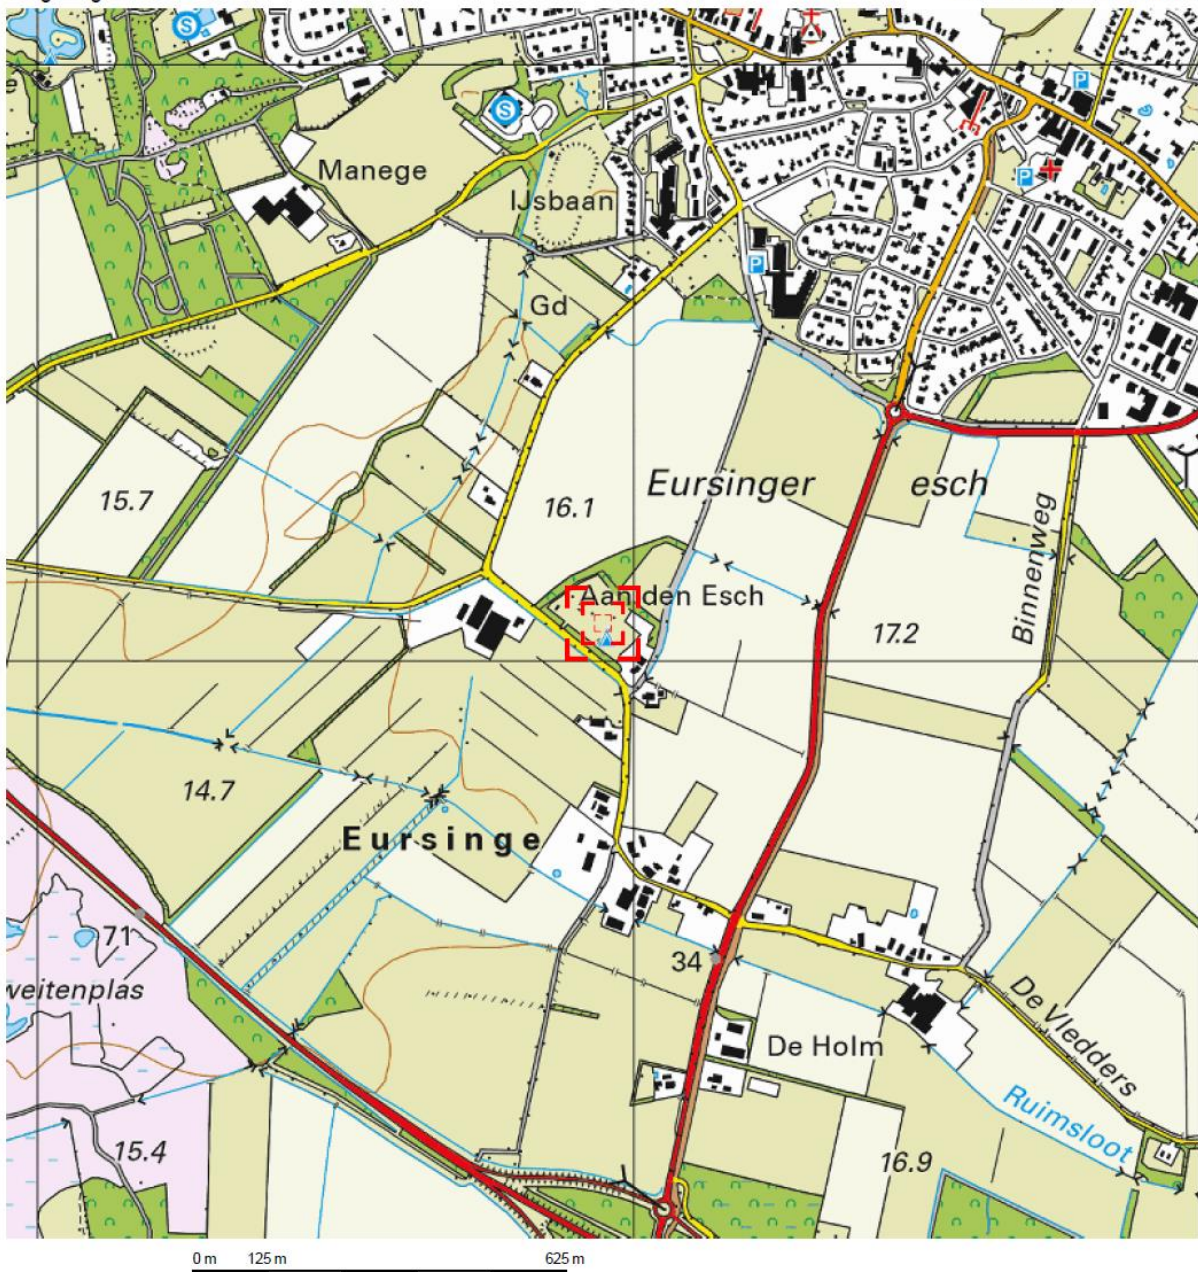 S
S
P
Manege
IJsbaan
P
P
Gd
15.7
16.1
Eursinger esch
Binnenweg
Aan den Esch
17.2
14.7
Eursinge
71
34
weitenplas
De Vledders
De Holm
Ruimsloot
15.4
16.9
0 m 125 m 625 m